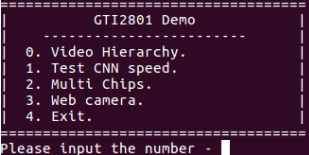 ====================================
| GTI2801 Demo |
| ------------------------ |
| 0. Video Hierarchy. |
| 1. Test CNN speed. |
| 2. Multi Chips. |
| 3. Web camera. |
| 4. Exit. |
====================================
Please input the number -